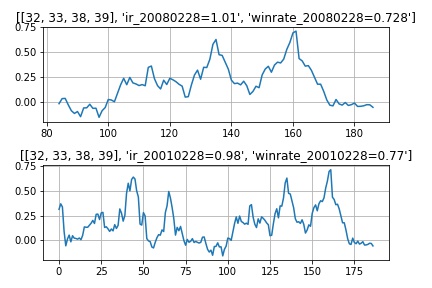 [[32, 33, 38, 39], 'ir_20080228=1.01', 'winrate_20080228=0.728']
0.75
0.50
0.25
0.00
80 100 120 140 160 180
[[32, 33, 38, 39], 'ir_20010228=0.98', 'winrate_20010228=0.77']
0.75
0.50
0.25
0.00
0 25 50 75 100 125 150 175